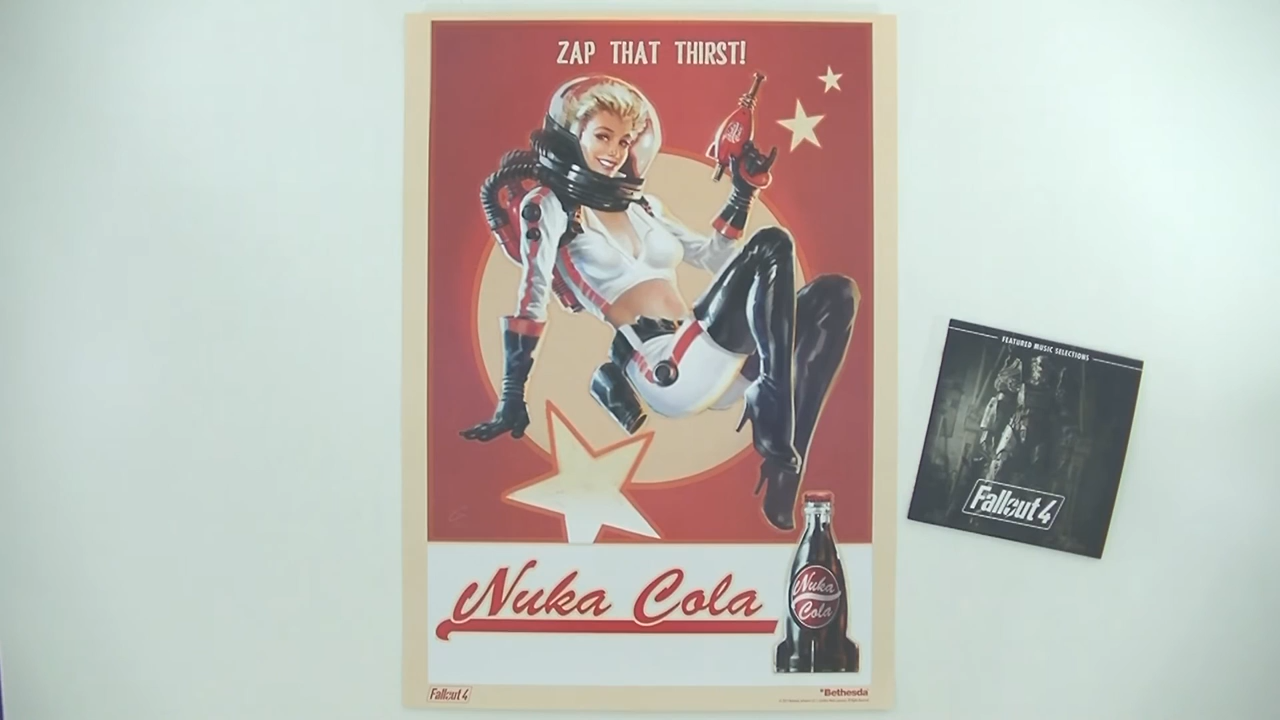 ZAP THAT THIRST!
FEATURED MUSIC SELECTIONS
Fallout 4
Nuka Cola
Nuka
Cola
Fallout 4
Bethesda